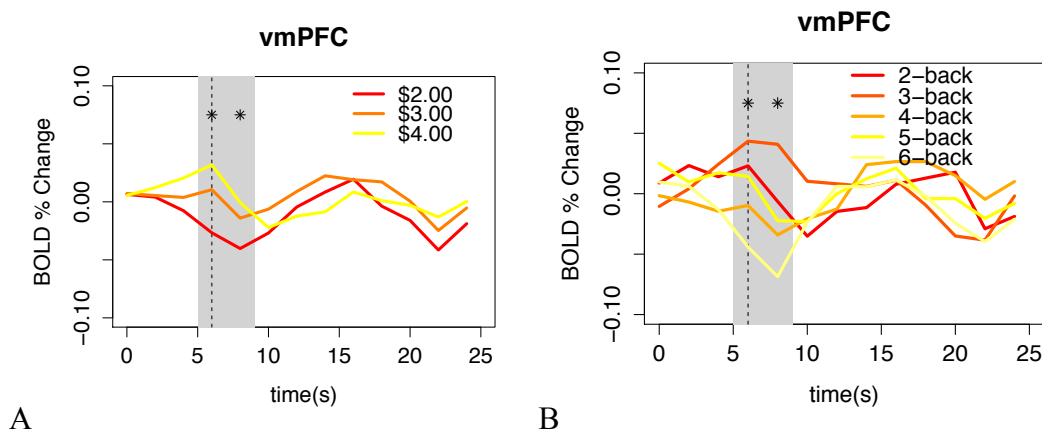 vmPFC
BOLD % Change
0.10
0.00
−0.10
* *
$2.00
$3.00
$4.00
0 5 10 15 20 25
time(s)
A
vmPFC
BOLD % Change
0.10
0.00
−0.10
* *
2−back
3−back
4−back
5−back
6−back
0 5 10 15 20 25
time(s)
B